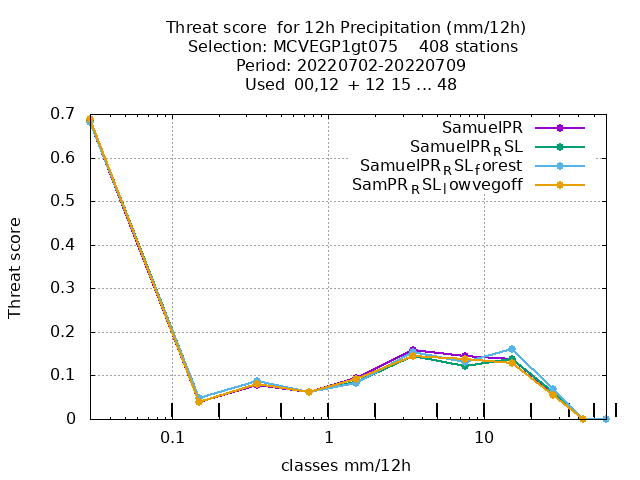 Threat score  for 12h Precipitation (mm/12h)
Selection: MCVEGP1gt075    408 stations
Period: 20220702-20220709
Used  00,12  + 12 15 ... 48
0.7
0.6
0.5
0.4
0.3
0.2
0.1
0
Threat score
SamuelPR
SamuelPR_RSL
SamuelPR_RSL_forest
SamPR_RSL_lowvegoff
0.1
1
10
classes mm/12h